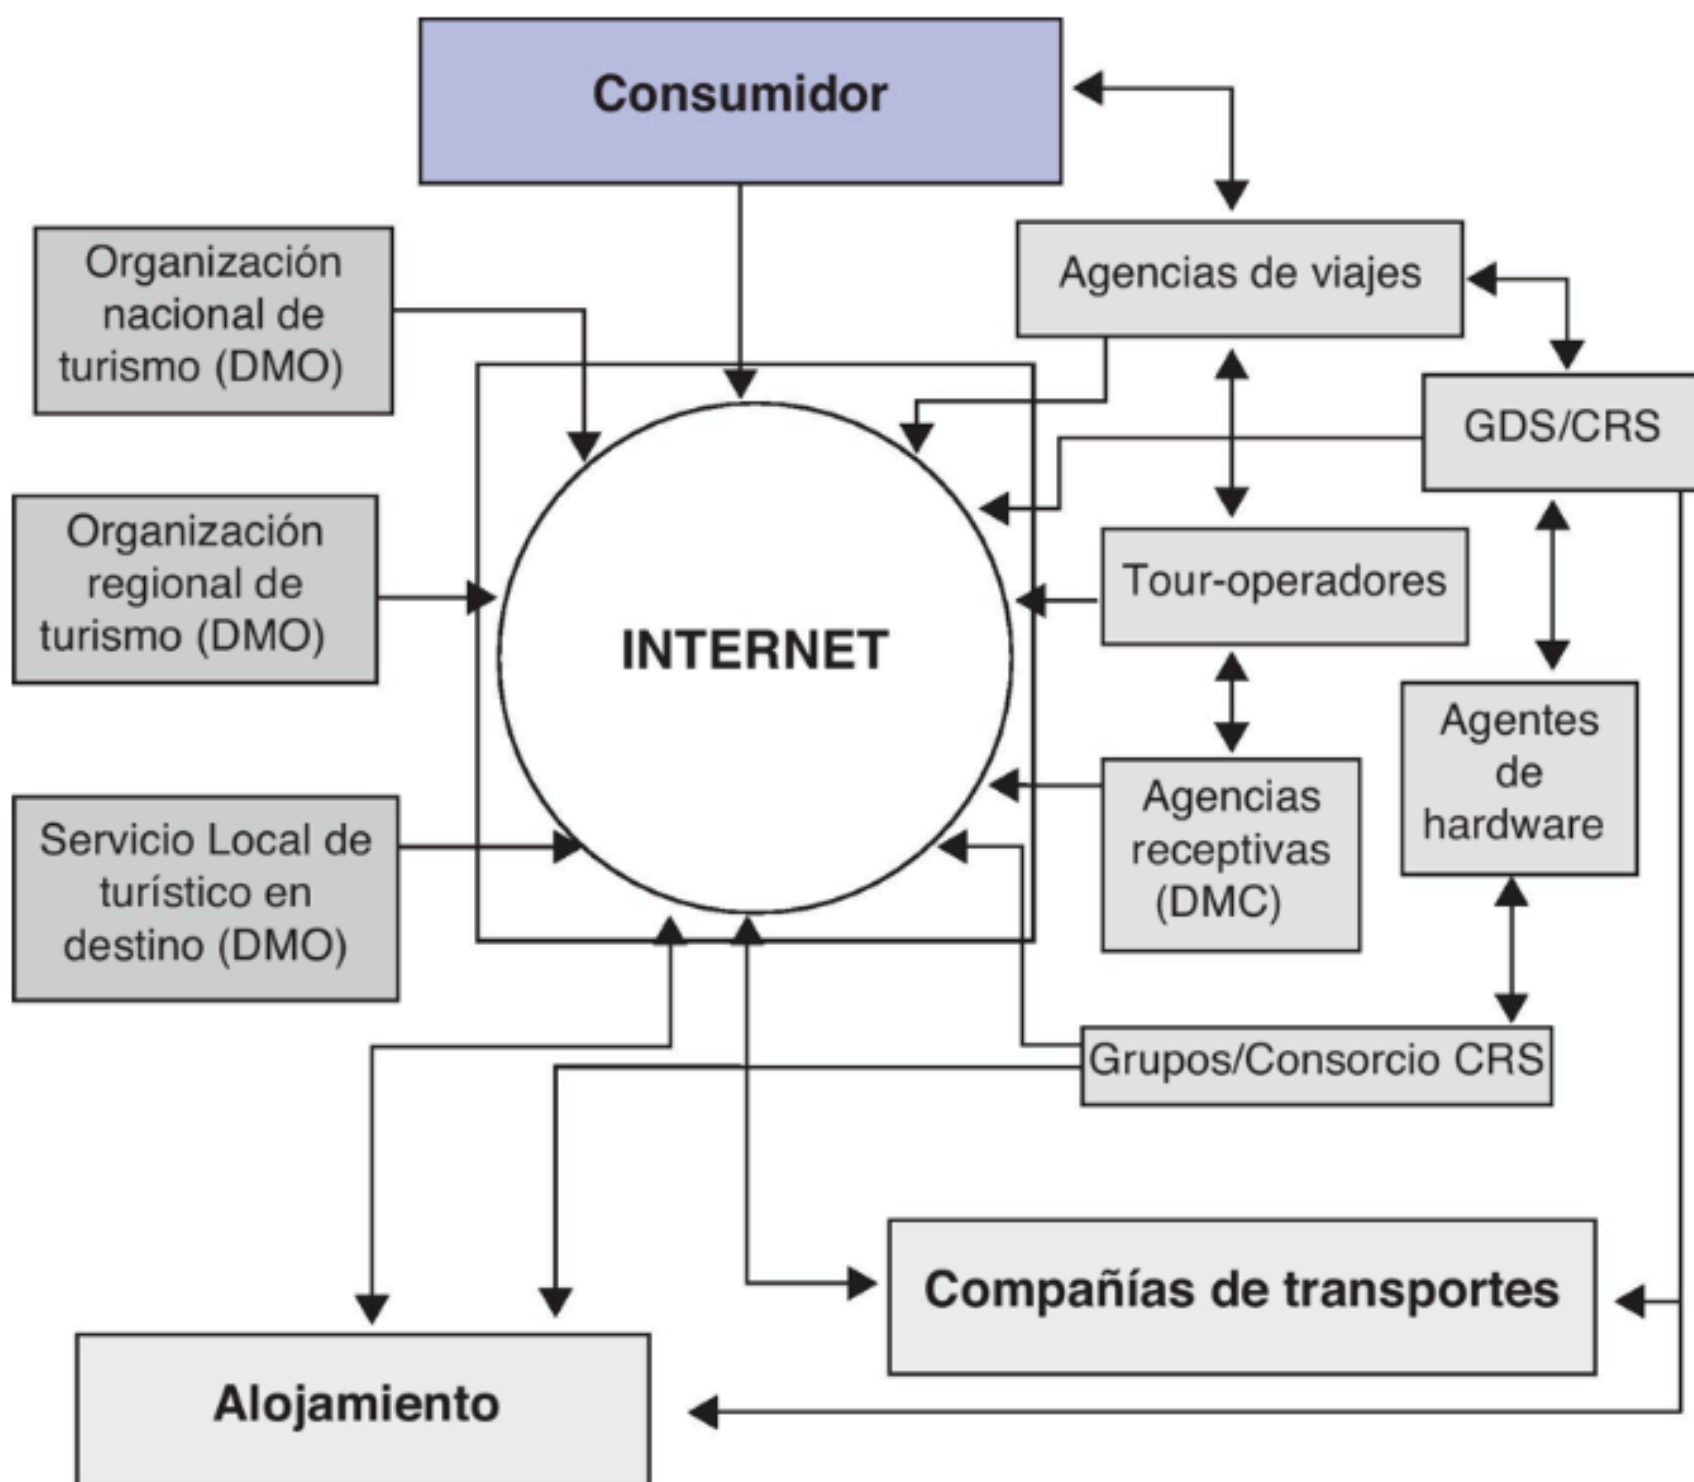 Consumidor
Organización
nacional de
turismo (DMO)
Agencias de viajes
GDS/CRS
Organización
regional de
turismo (DMO)
INTERNET
Tour-operadores
Agentes
de
hardware
Servicio Local de
turístico en
destino (DMO)
Agencias
receptivas
(DMC)
Grupos/Consorcio CRS
Compañías de transportes
Alojamiento